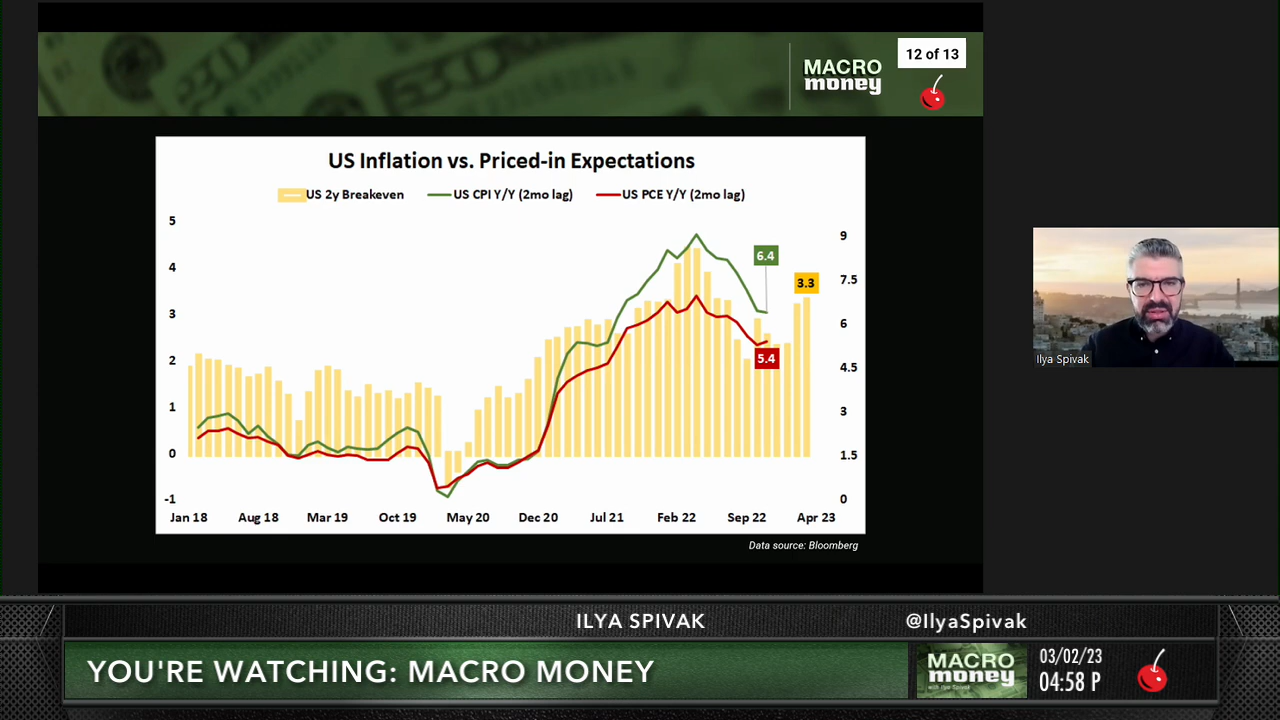 MACRO
money
12 of 13
US Inflation vs. Priced-in Expectations
US 2y Breakeven
US CPI Y/Y (2mo lag)
US PCE Y/Y (2mo lag)
5
4
3
2
1
0
-1
9
7.5
6
4.5
3
1.5
0
6.4
3.3
5.4
Jan 18
Aug 18
Mar 19
Oct 19
May 20
Dec 20
Jul 21
Feb 22
Sep 22
Apr 23
Data source: Bloomberg
Ilya Spivak
ILYA SPIVAK
@IlyaSpivak
YOU'RE WATCHING: MACRO MONEY
MACRO
money
with Ilya Spivak
03/02/23
04:58 P